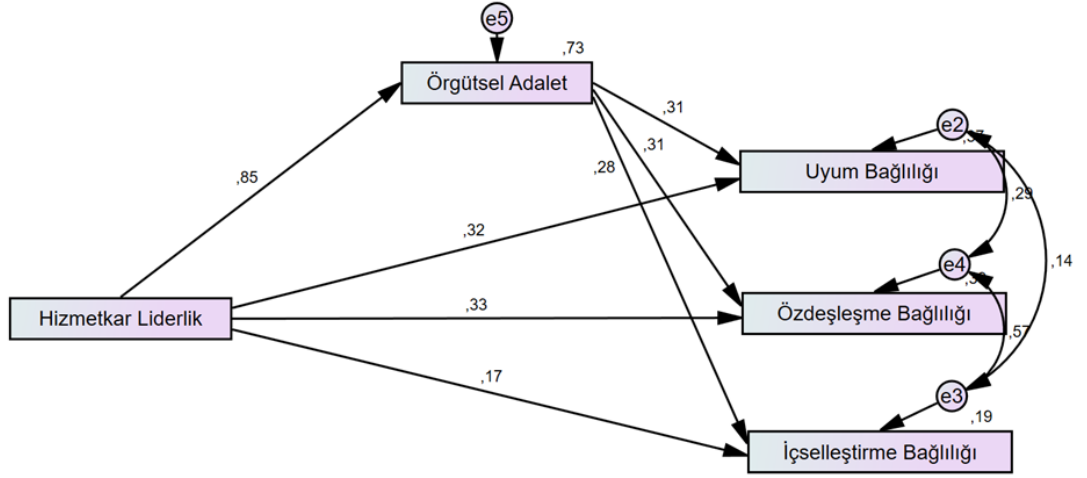 e5
,73
Örgütsel Adalet
,31
e2
,31
,28
Uyum Bağlılığı
,85
,29
,32
e4
,14
Hizmetkar Liderlik
,33
Özdeşleşme Bağlılığı
,57
,17
e3
,19
İçselleştirme Bağlılığı